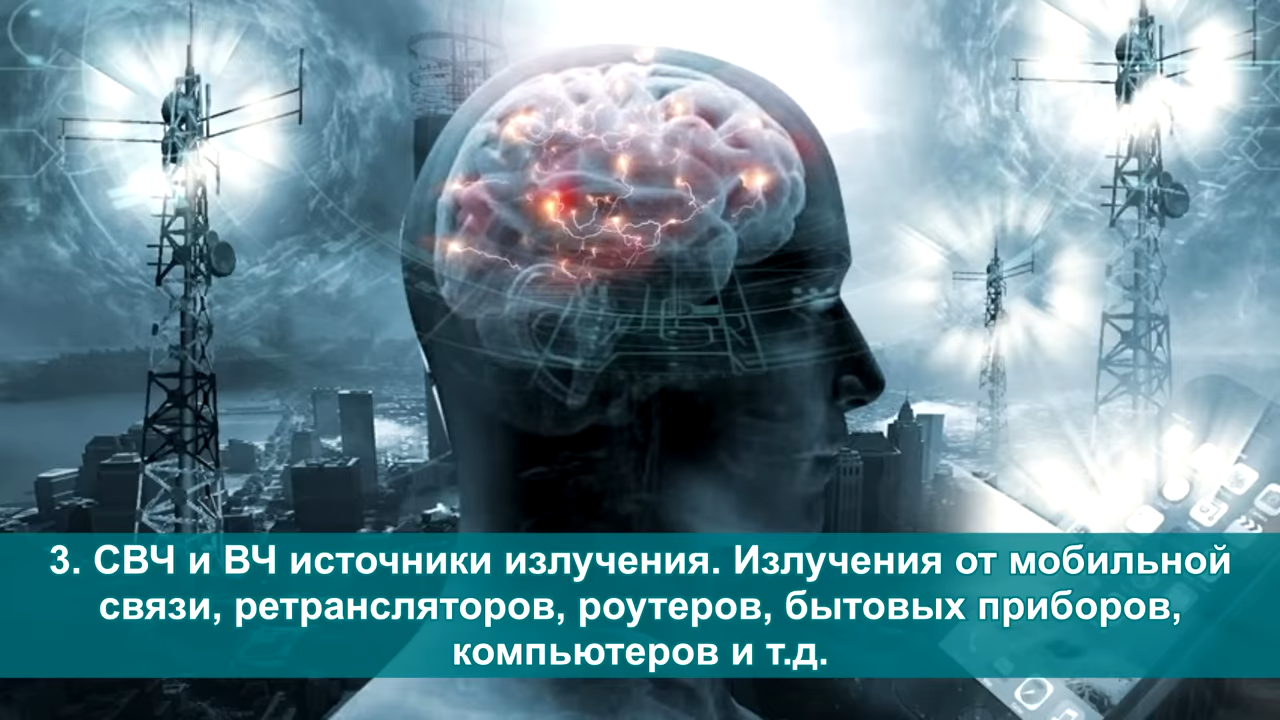 3. СВЧ и ВЧ источники излучения. Излучения от мобильной
связи, ретрансляторов, роутеров, бытовых приборов,
компьютеров и т.д.